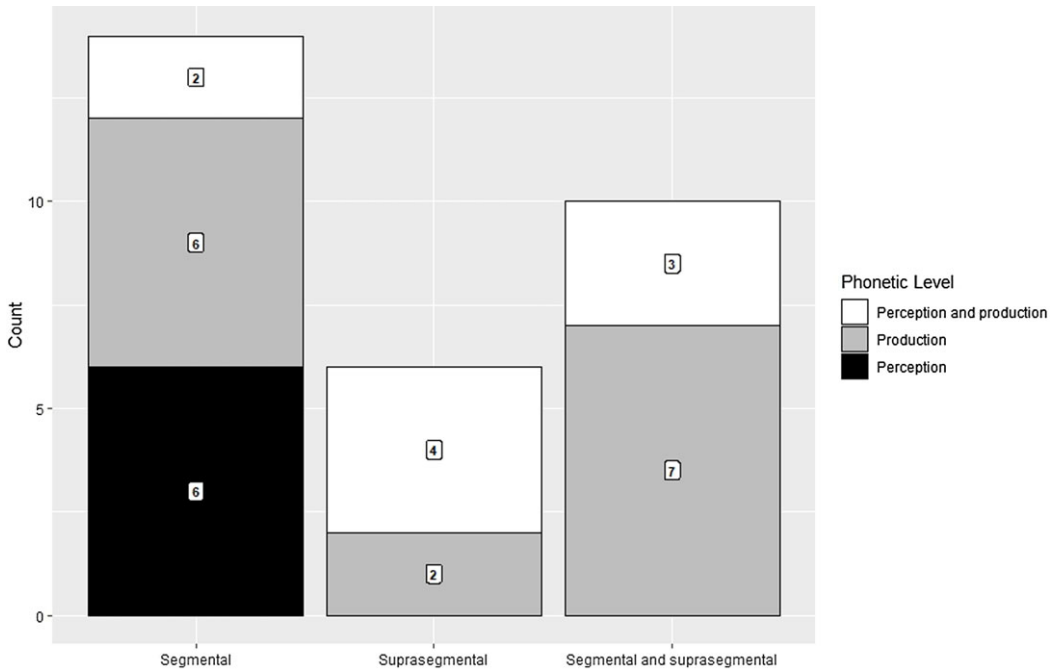 Count
10
5
0
2
6
6
4
2
3
7
Segmental
Suprasegmental
Segmental and suprasegmental
Phonetic Level
Perception and production
Production
Perception